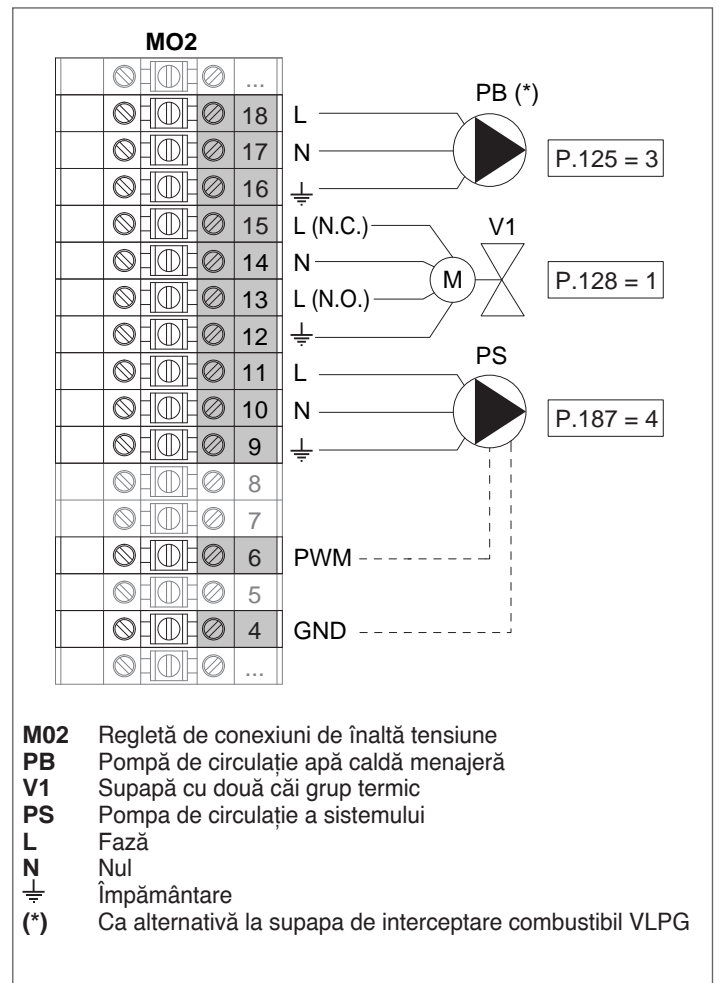 MO2
...
PB (*)
18 L
17 N
P.125 = 3
16 ⏚
15 L (N.C.)
V1
14 N
M
P.128 = 1
13 L (N.O.)
12 ⏚
PS
11 L
10 N
P.187 = 4
9 ⏚
8
7
6 PWM
5
4 GND
...
M02 Regletă de conexiuni de înaltă tensiune
PB Pompă de circulație apă caldă menajeră
V1 Supapă cu două căi grup termic
PS Pompa de circulație a sistemului
L Fază
N Nul
⏚ Împământare
(*) Ca alternativă la supapa de interceptare combustibil VLPG